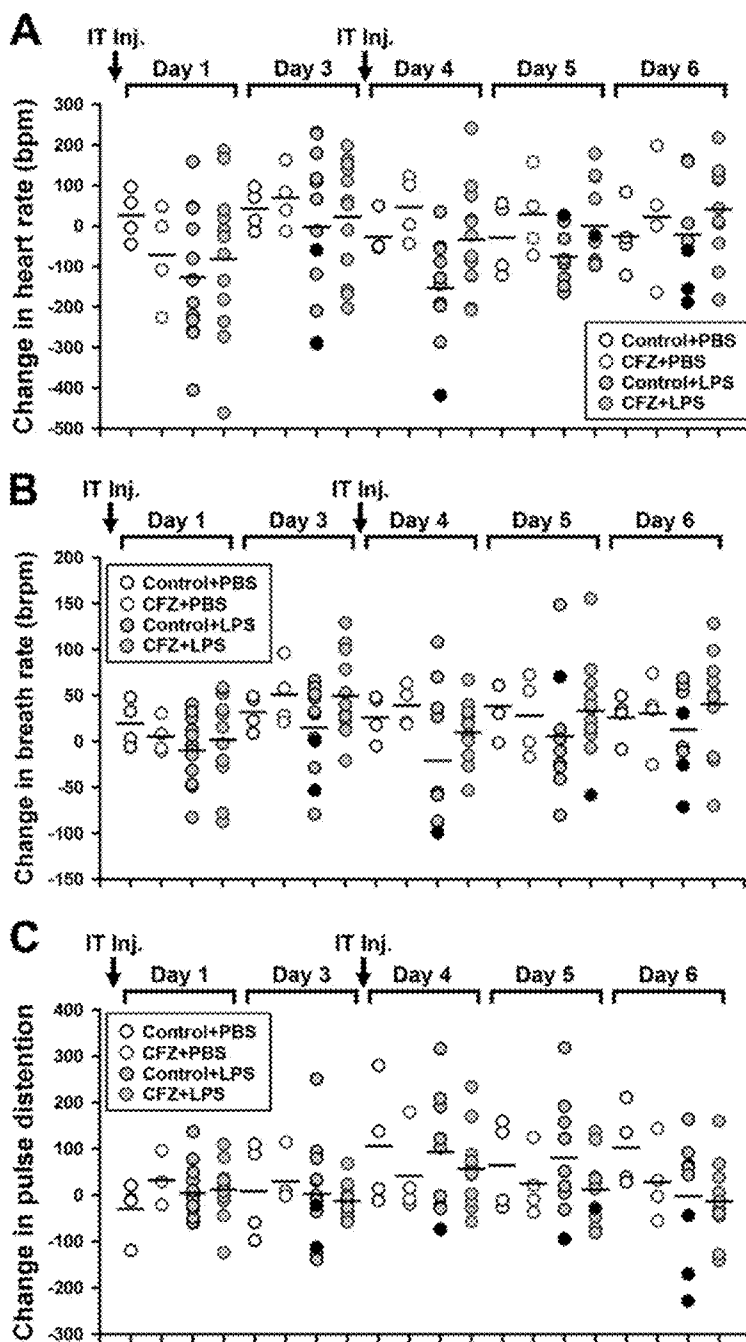 A
IT Inj. IT Inj.
Day 1 Day 3 Day 4 Day 5 Day 6
Change in heart rate (bpm)
300
200
100
0
-100
-200
-300
-400
-500
Control+PBS
CFZ+PBS
Control+LPS
CFZ+LPS
B
IT Inj. IT Inj.
Day 1 Day 3 Day 4 Day 5 Day 6
Change in breath rate (brpm)
200
150
100
50
0
-50
-100
-150
Control+PBS
CFZ+PBS
Control+LPS
CFZ+LPS
C
IT Inj. IT Inj.
Day 1 Day 3 Day 4 Day 5 Day 6
Change in pulse distention
400
300
200
100
0
-100
-200
-300
Control+PBS
CFZ+PBS
Control+LPS
CFZ+LPS